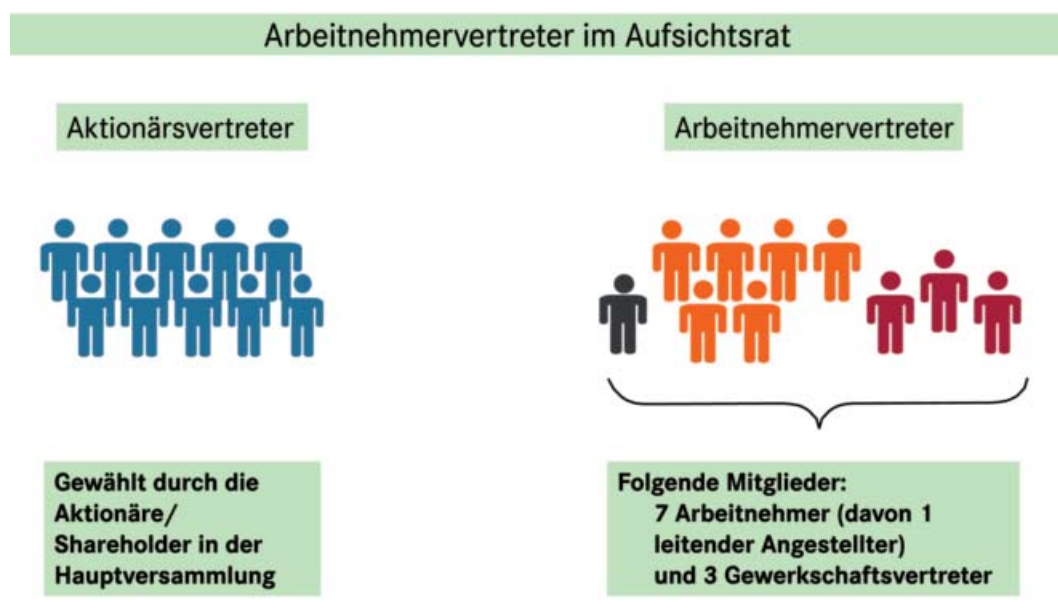 Arbeitnehmervertreter im Aufsichtsrat
Aktionärsvertreter
Arbeitnehmervertreter
Gewählt durch die
Aktionäre/
Shareholder in der
Hauptversammlung
Folgende Mitglieder:
7 Arbeitnehmer (davon 1
leitender Angestellter)
und 3 Gewerkschaftsvertreter